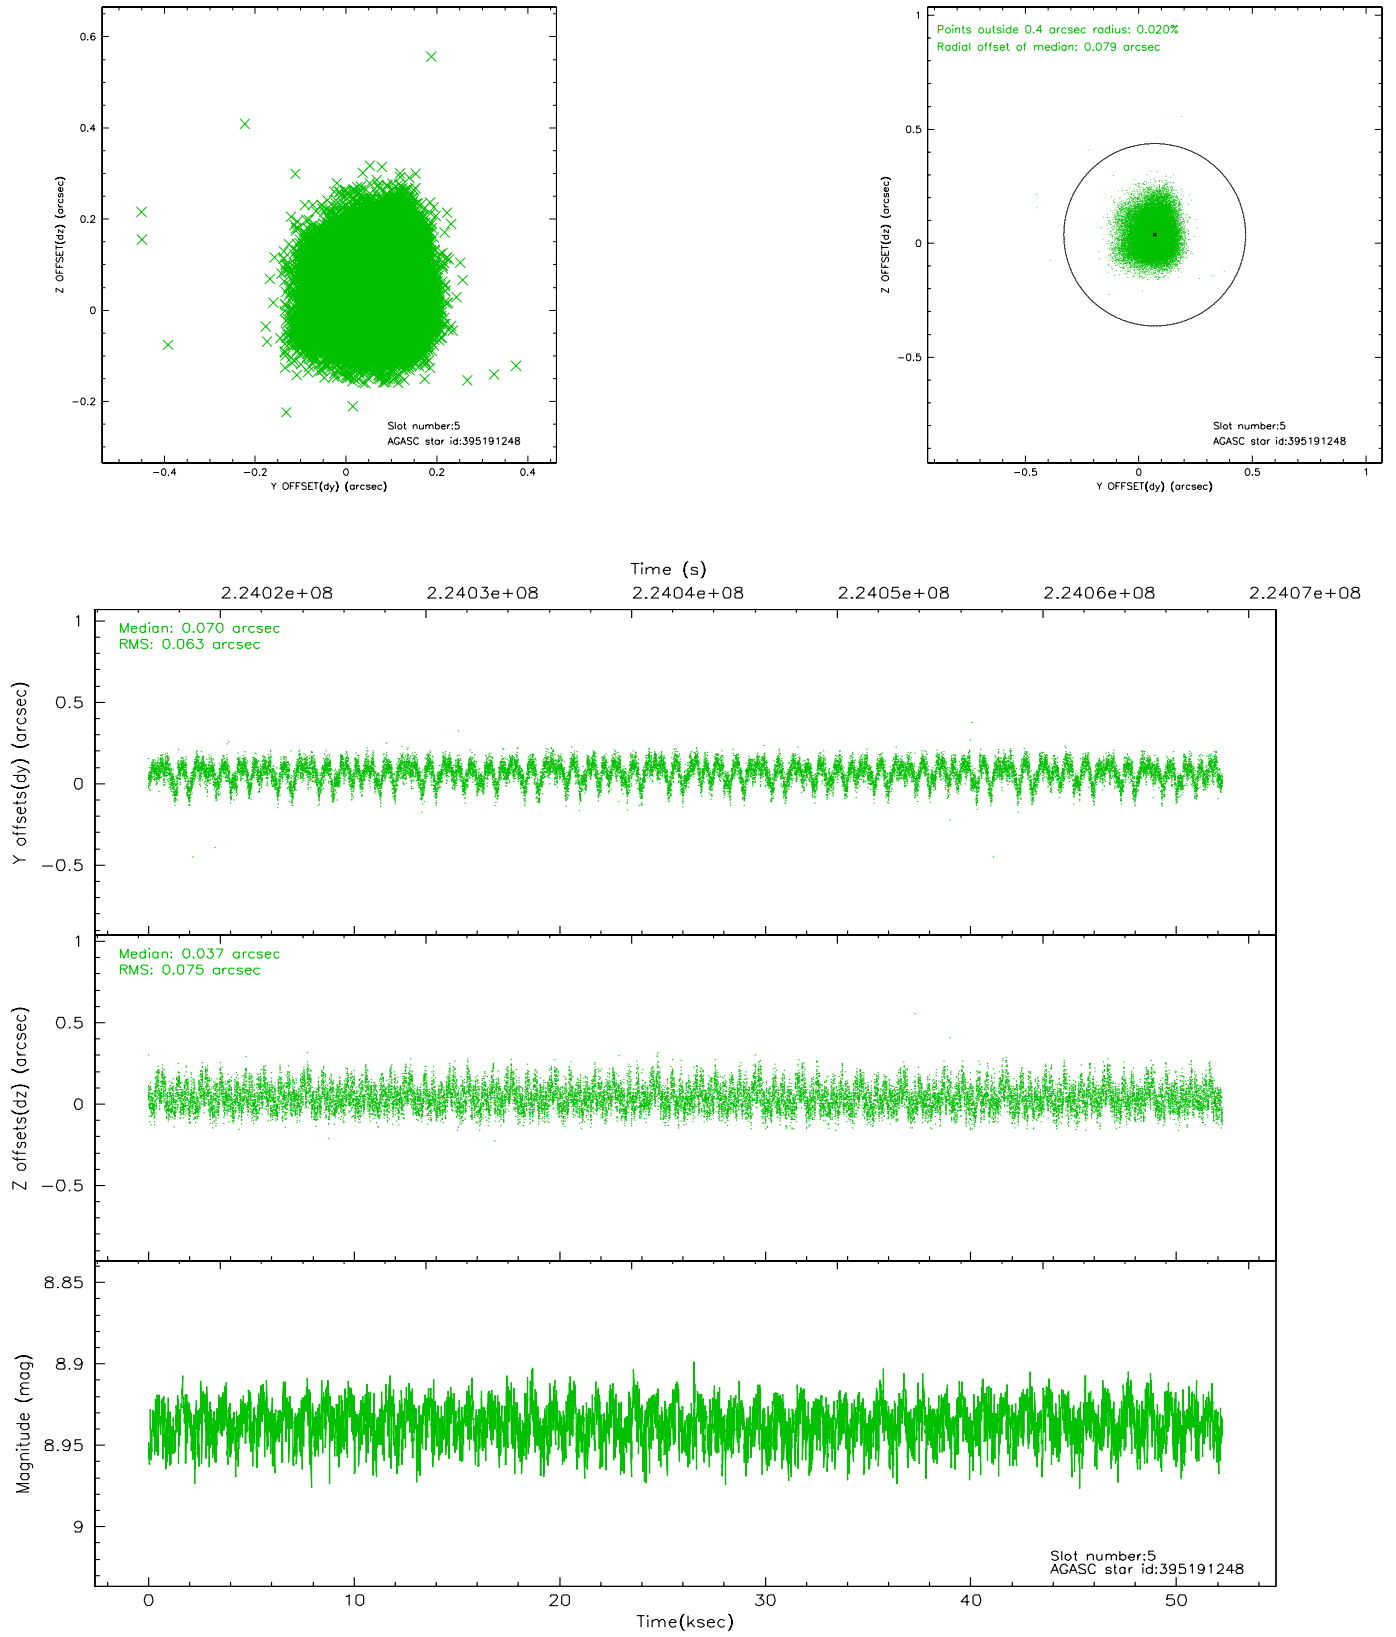 0.6
0.4
0.2
0
−0.2
Z OFFSET(dz) (arcsec)
Slot number:5
AGASC star id:395191248
−0.4 −0.2 0 0.2 0.4
Y OFFSET(dy) (arcsec)
Points outside 0.4 arcsec radius: 0.020%
Radial offset of median: 0.079 arcsec
1
0.5
0
−0.5
Z OFFSET(dz) (arcsec)
Slot number:5
AGASC star id:395191248
−0.5 0 0.5 1
Y OFFSET(dy) (arcsec)
Time (s)
2.2402e+08 2.2403e+08 2.2404e+08 2.2405e+08 2.2406e+08 2.2407e+08
Median: 0.070 arcsec
RMS: 0.063 arcsec
1
0.5
0
−0.5
Y offsets(dy) (arcsec)
Median: 0.037 arcsec
RMS: 0.075 arcsec
1
0.5
0
−0.5
Z offsets(dz) (arcsec)
8.85
8.9
8.95
9
Magnitude (mag)
Slot number:5
AGASC star id:395191248
0 10 20 30 40 50
Time(ksec)